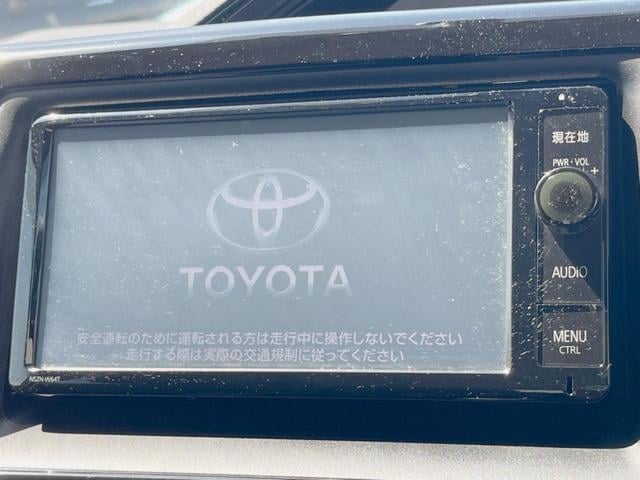 現在地
PWR・VOL
+
TOYOTA
AUDIO
安全運転のために運転される方は走行中に操作しないでください
走行する際は実際の交通規制に従ってください
MENU
CTRL
NSZN-W64T